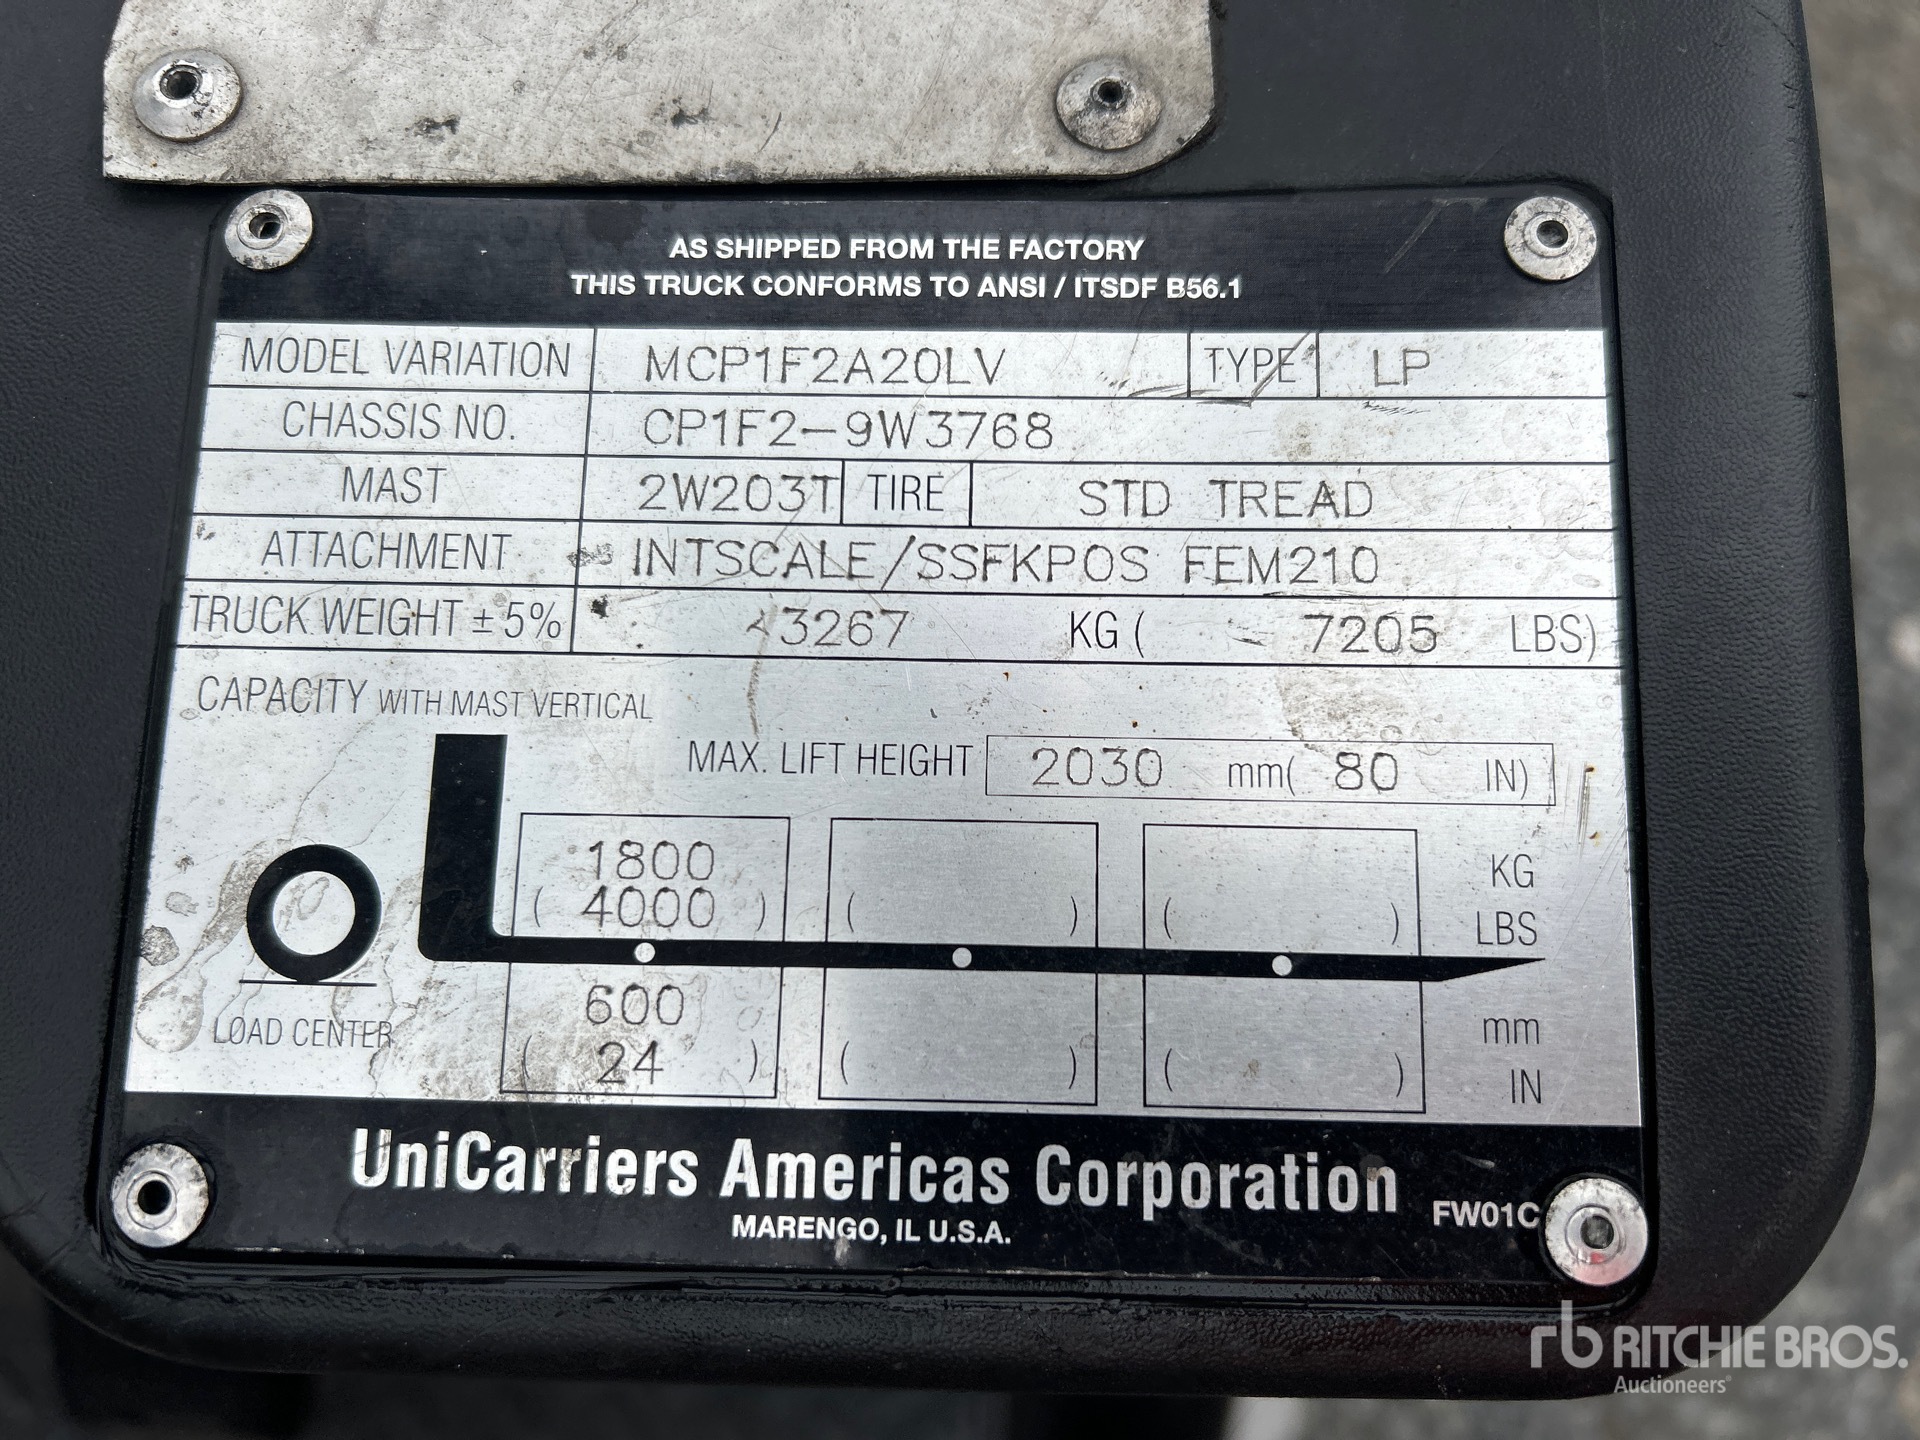 AS SHIPPED FROM THE FACTORY
THIS TRUCK CONFORMS TO ANSI / ITSDF B56.1
MODEL VARIATION MCP1F2A20LV TYPE LP
CHASSIS NO. CP1F2-9W3768
MAST 2W203T TIRE STD TREAD
ATTACHMENT INTSCALE/SSFKPOS FEM210
TRUCK WEIGHT ± 5% 3267 KG ( 7205 LBS)
CAPACITY WITH MAST VERTICAL
MAX. LIFT HEIGHT 2030 mm( 80 IN)
1800 KG
( 4000 ) ( ) ( ) LBS
600 mm
LOAD CENTER
( 24 ) ( ) ( ) IN
UniCarriers Americas Corporation
MARENGO, IL U.S.A.
FW01C
rb RITCHIE BROS.
Auctioneers